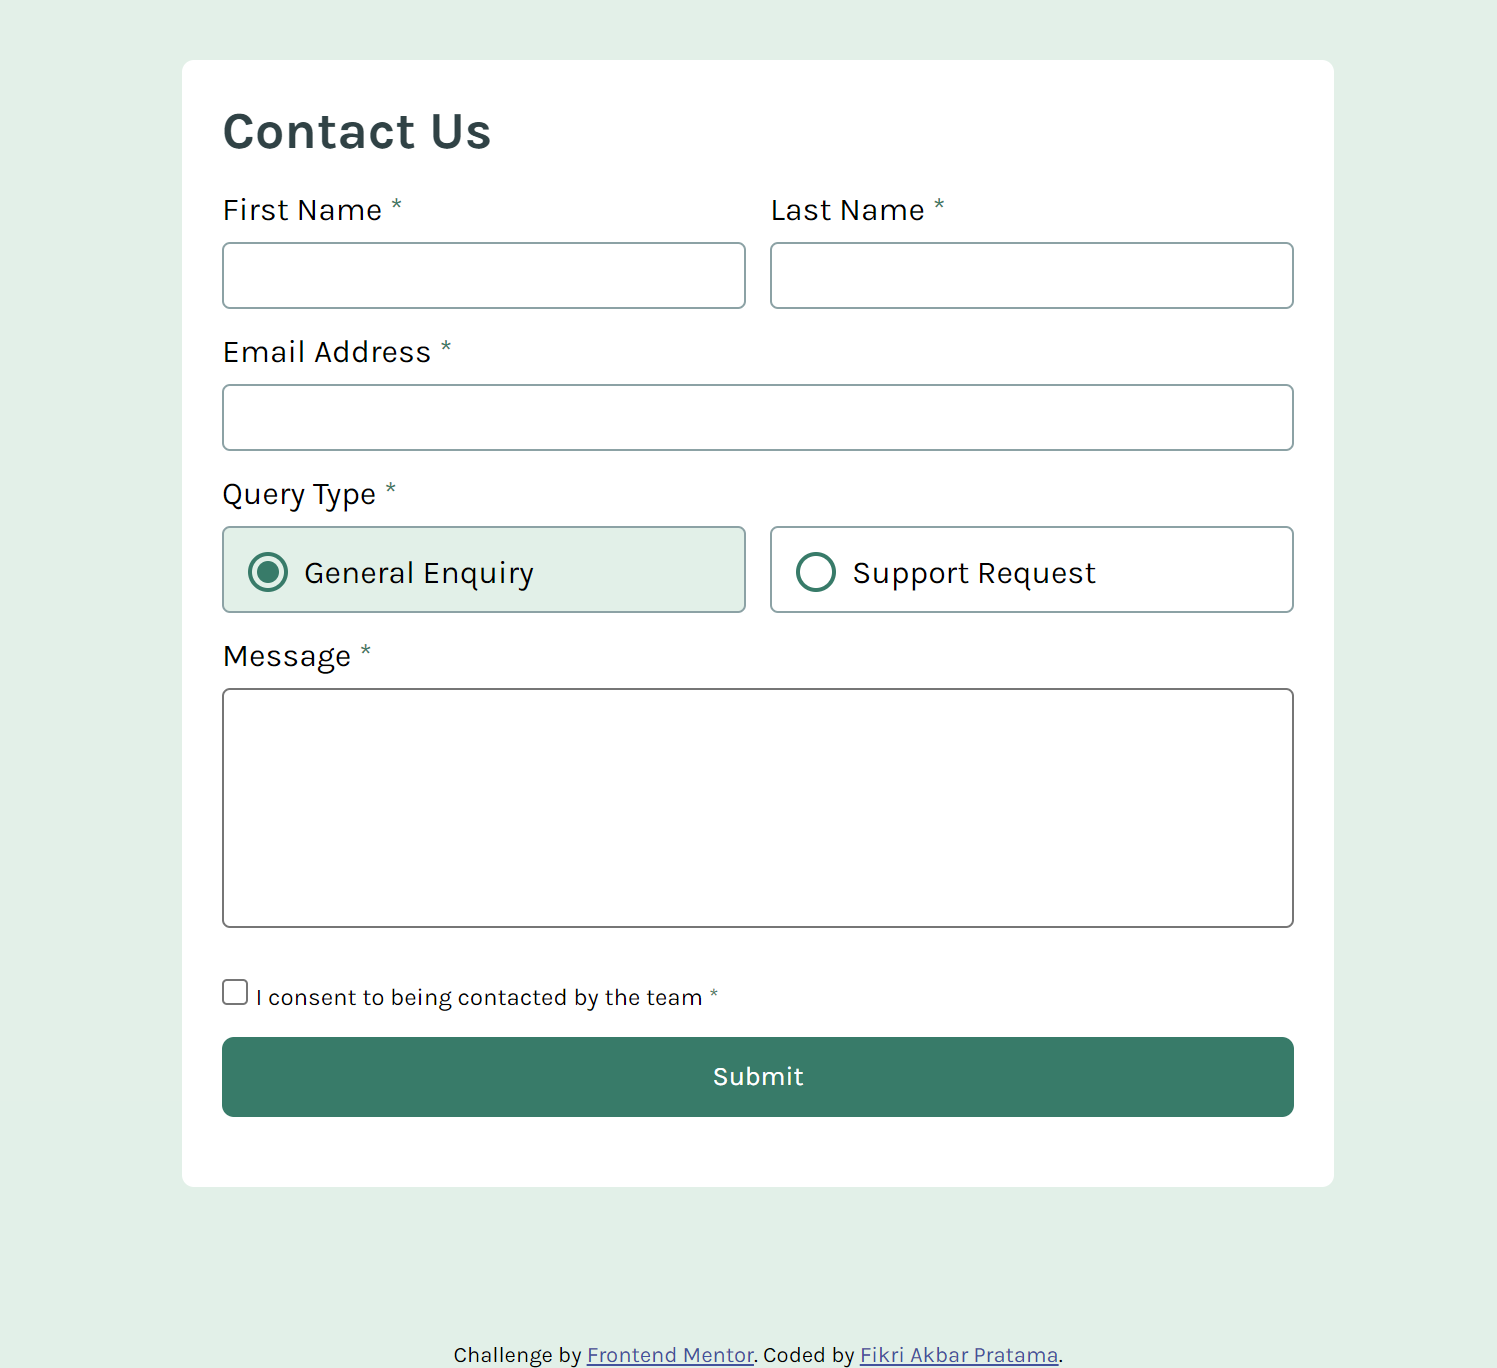 Contact Us
First Name * Last Name *
Email Address *
Query Type *
General Enquiry Support Request
Message *
I consent to being contacted by the team *
Submit
Challenge by Frontend Mentor. Coded by Fikri Akbar Pratama.